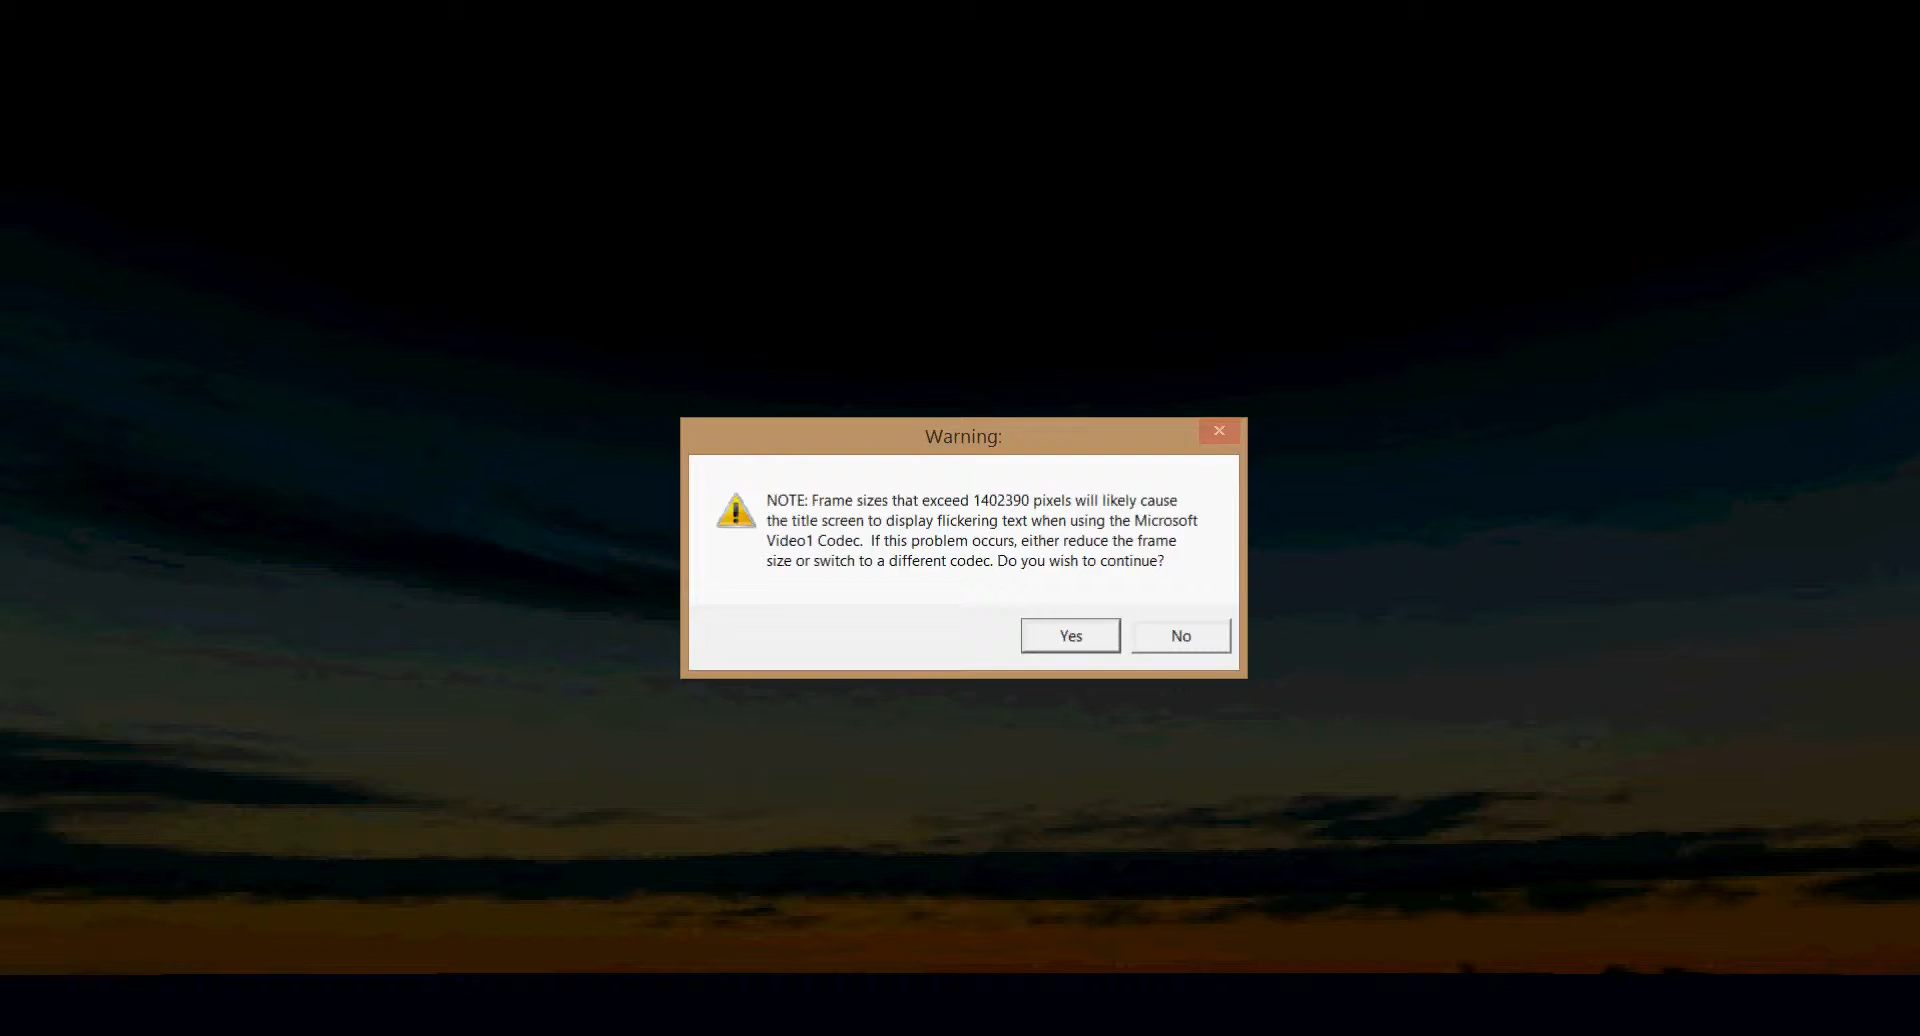 Warning:
NOTE: Frame sizes that exceed 1402390 pixels will likely cause
the title screen to display flickering text when using the Microsoft
Video1 Codec.  If this problem occurs, either reduce the frame
size or switch to a different codec. Do you wish to continue?
Yes No